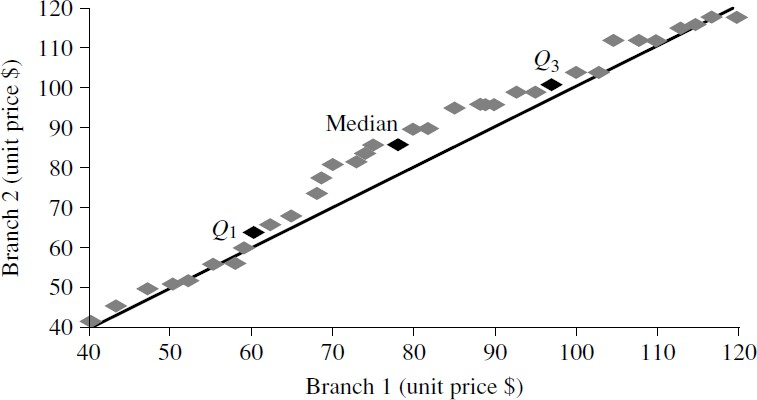 120
110
100
90
80
70
60
50
40
Branch 2 (unit price $)
Q3
Median
Q1
40 50 60 70 80 90 100 110 120
Branch 1 (unit price $)